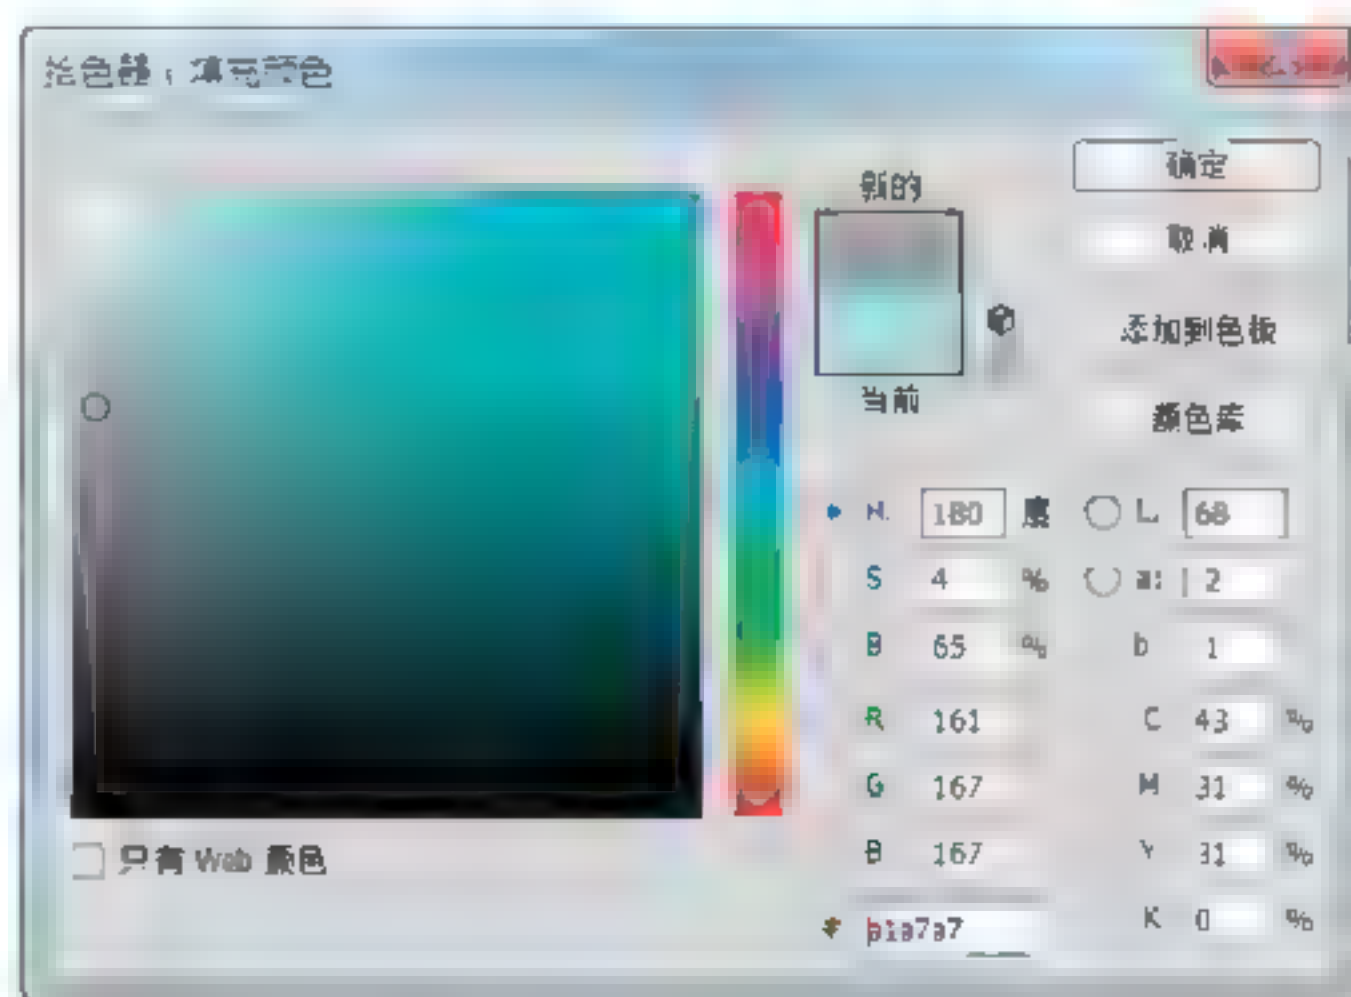 拾色器（填充颜色）
新的
确定
取消
添加到色板
当前
颜色库
H: 180 度
L: 68
S: 4 %
a: 2
B: 65 %
b: 1
R: 161
C: 43 %
G: 167
M: 31 %
B: 167
Y: 31 %
只有 Web 颜色
# a1a7a7
K: 0 %